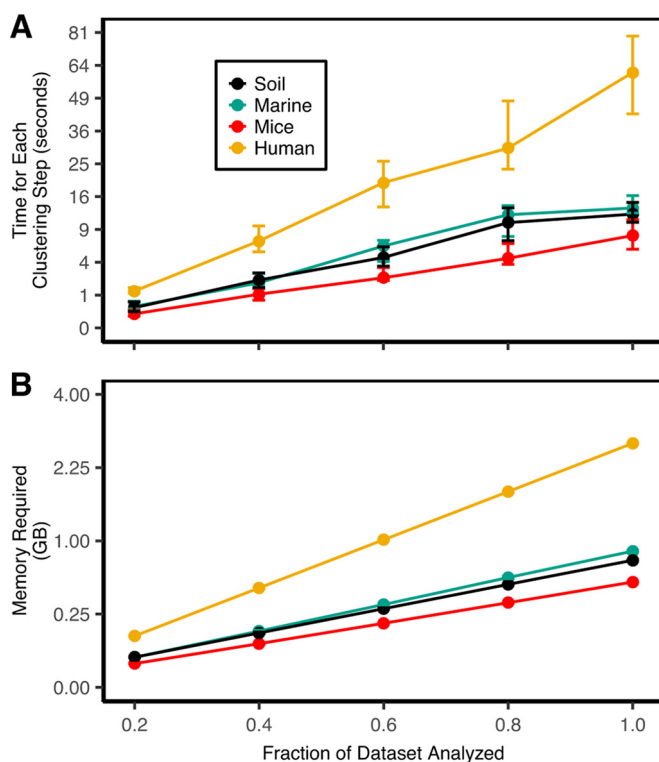 A
Time for Each
Clustering Step (seconds)
81
64
49
36
25
16
9
4
1
0
Soil
Marine
Mice
Human
B
Memory Required
(GB)
4.00
2.25
1.00
0.25
0.00
0.2 0.4 0.6 0.8 1.0
Fraction of Dataset Analyzed